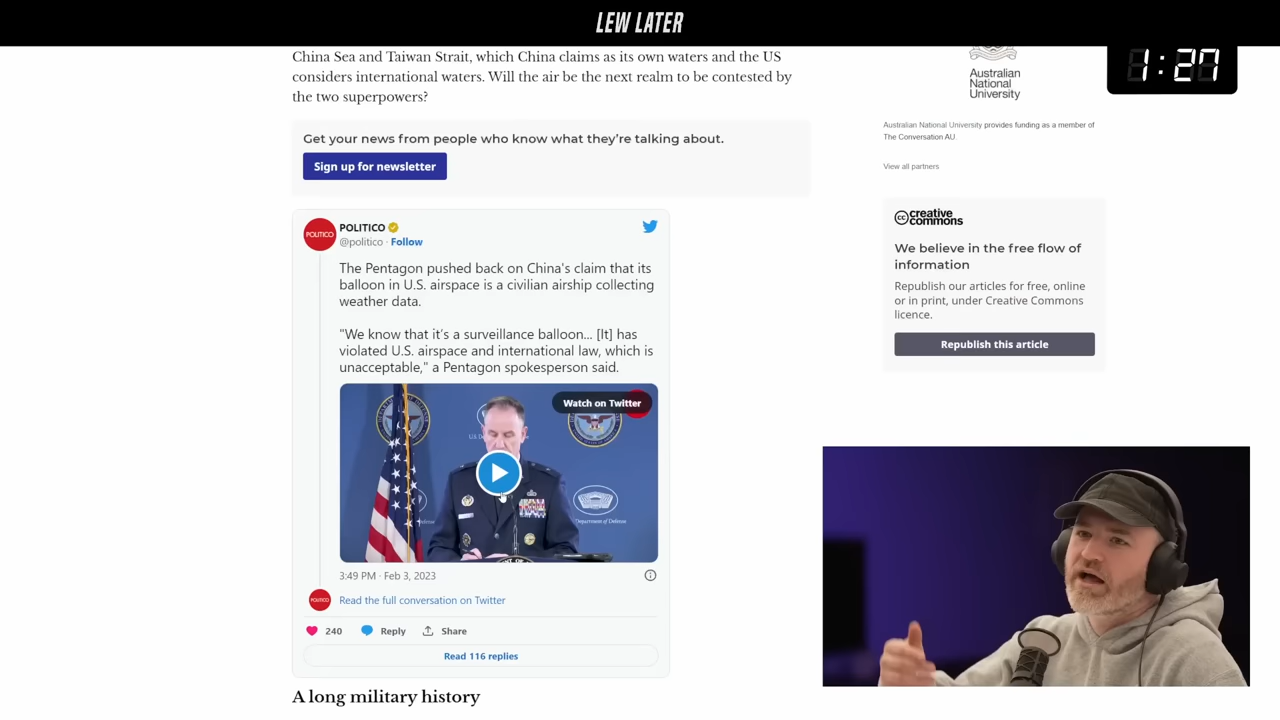 LEW LATER
China Sea and Taiwan Strait, which China claims as its own waters and the US
considers international waters. Will the air be the next realm to be contested by
the two superpowers?
Get your news from people who know what they're talking about.
Sign up for newsletter
POLITICO
POLITICO
@politico · Follow
The Pentagon pushed back on China's claim that its
balloon in U.S. airspace is a civilian airship collecting
weather data.
"We know that it's a surveillance balloon... [It] has
violated U.S. airspace and international law, which is
unacceptable," a Pentagon spokesperson said.
Watch on Twitter
Department of Defense
3:49 PM · Feb 3, 2023
POLITICO
Read the full conversation on Twitter
240
Reply
Share
Read 116 replies
A long military history
1:27
Australian
National
University
Australian National University provides funding as a member of
The Conversation AU
View all partners
cc creative
commons
We believe in the free flow of
information
Republish our articles for free, online
or in print, under Creative Commons
licence.
Republish this article